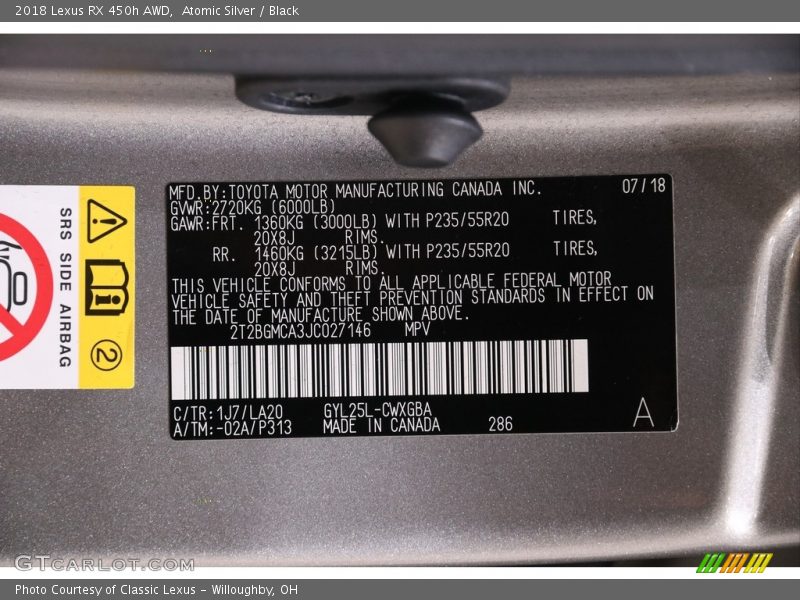 2018 Lexus RX 450h AWD,  Atomic Silver / Black
MFD.BY:TOYOTA MOTOR MANUFACTURING CANADA INC. 07/18
GVWR:2720KG (6000LB)
GAWR:FRT. 1360KG (3000LB) WITH P235/55R20 TIRES,
20X8J RIMS.
RR. 1460KG (3215LB) WITH P235/55R20 TIRES,
20X8J RIMS.
THIS VEHICLE CONFORMS TO ALL APPLICABLE FEDERAL MOTOR
VEHICLE SAFETY AND THEFT PREVENTION STANDARDS IN EFFECT ON
THE DATE OF MANUFACTURE SHOWN ABOVE.
2T2BGMCA3JC027146 MPV
C/TR:1J7/LA20 GYL25L-CWXGBA
A/TM:-02A/P313 MADE IN CANADA 286 A
SRS SIDE AIRBAG
2
GTCARLOT.COM
Photo Courtesy of Classic Lexus - Willoughby, OH